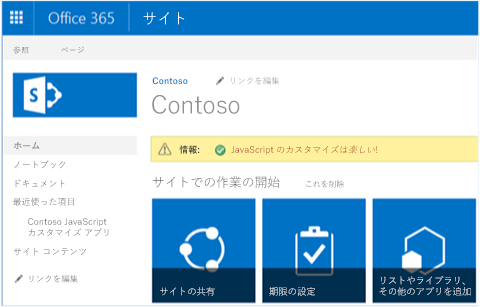 Office 365 サイト
参照 ページ
S
Contoso リンクを編集
Contoso
情報: JavaScript のカスタマイズは楽しい!
ホーム
ノートブック
ドキュメント
最近使った項目
Contoso JavaScript
カスタマイズ アプリ
サイト コンテンツ
リンクを編集
サイトでの作業の開始 これを削除
サイトの共有
期限の設定
リストやライブラリ、
その他のアプリを追加